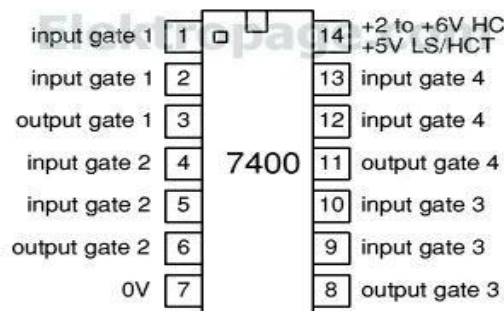 Elektropage.com
input gate 1 1 14 +2 to +6V HC
+5V LS/HCT
input gate 1 2 13 input gate 4
output gate 1 3 12 input gate 4
input gate 2 4 7400 11 output gate 4
input gate 2 5 10 input gate 3
output gate 2 6 9 input gate 3
0V 7 8 output gate 3